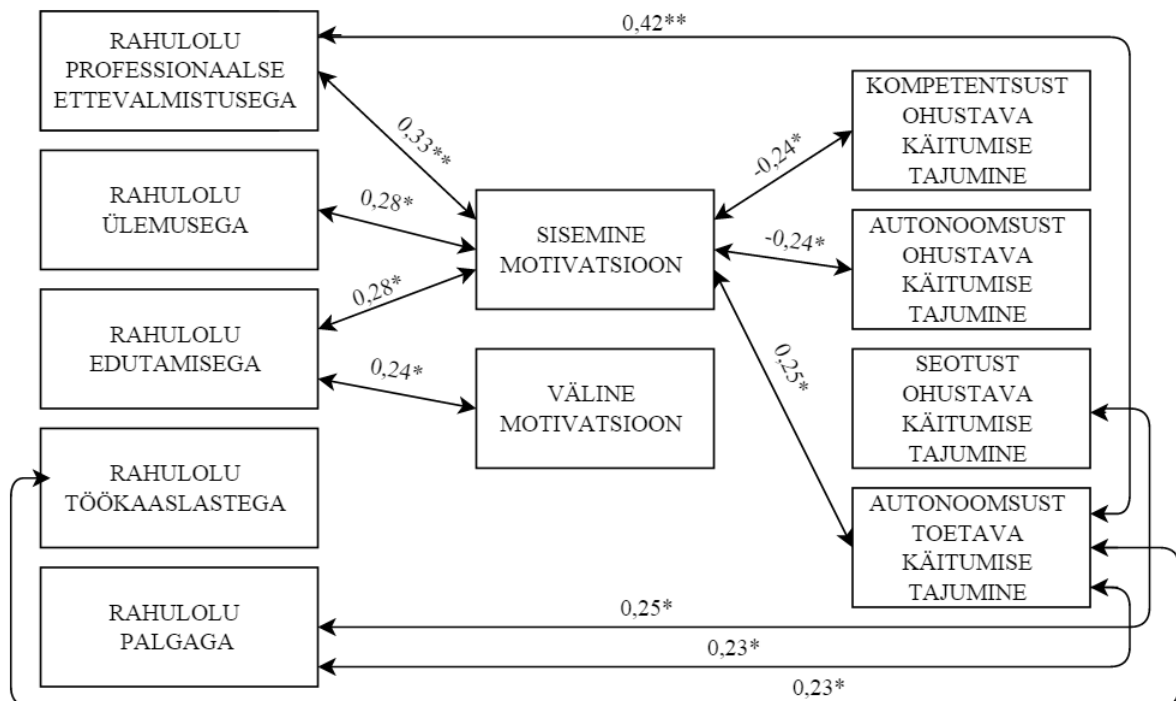 RAHULOLU
PROFESSIONAALSE
ETTEVALMISTUSEGA
RAHULOLU
ÜLEMUSEGA
RAHULOLU
EDUTAMISEGA
RAHULOLU
TÖÖKAASLASTEGA
RAHULOLU
PALGAGA
0,42**
0,33**
0,28*
0,28*
0,24*
SISEMINE
MOTIVATSIOON
VÄLINE
MOTIVATSIOON
-0,24*
-0,24*
0,25*
KOMPETENTSUST
OHUSTAVA
KÄITUMISE
TAJUMINE
AUTONOOMSUST
OHUSTAVA
KÄITUMISE
TAJUMINE
SEOTUST
OHUSTAVA
KÄITUMISE
TAJUMINE
AUTONOOMSUST
TOETAVA
KÄITUMISE
TAJUMINE
0,25*
0,23*
0,23*